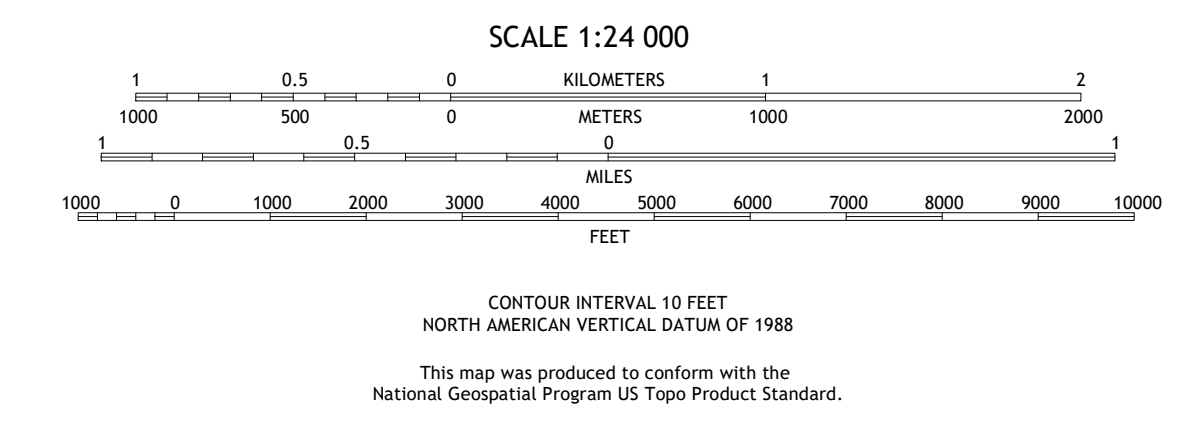 SCALE 1:24 000
1 0.5 0 KILOMETERS 1 2
1000 500 0 METERS 1000 2000
1 0.5 0 1
MILES
1000 0 1000 2000 3000 4000 5000 6000 7000 8000 9000 10000
FEET
CONTOUR INTERVAL 10 FEET
NORTH AMERICAN VERTICAL DATUM OF 1988
This map was produced to conform with the
National Geospatial Program US Topo Product Standard.